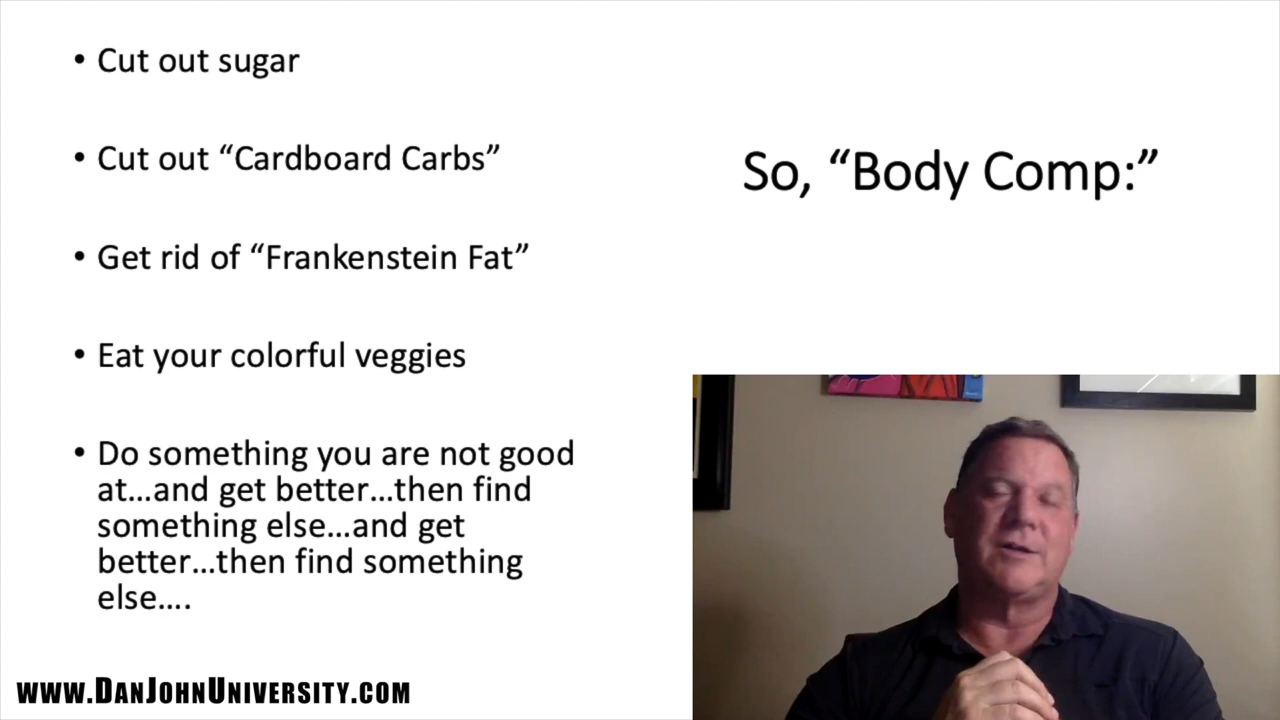 • Cut out sugar
• Cut out “Cardboard Carbs”
• Get rid of “Frankenstein Fat”
• Eat your colorful veggies
• Do something you are not good
at...and get better...then find
something else...and get
better...then find something
else....
So, “Body Comp:”
www.DanJohnUniversity.com